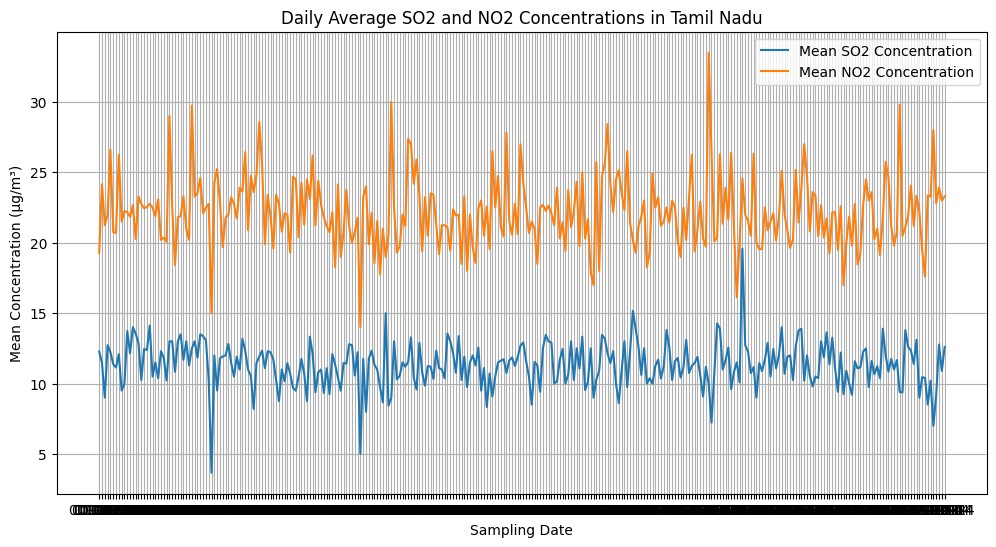 Daily Average SO2 and NO2 Concentrations in Tamil Nadu
Mean SO2 Concentration
Mean NO2 Concentration
30
25
20
15
10
5
Mean Concentration (µg/m³)
Sampling Date